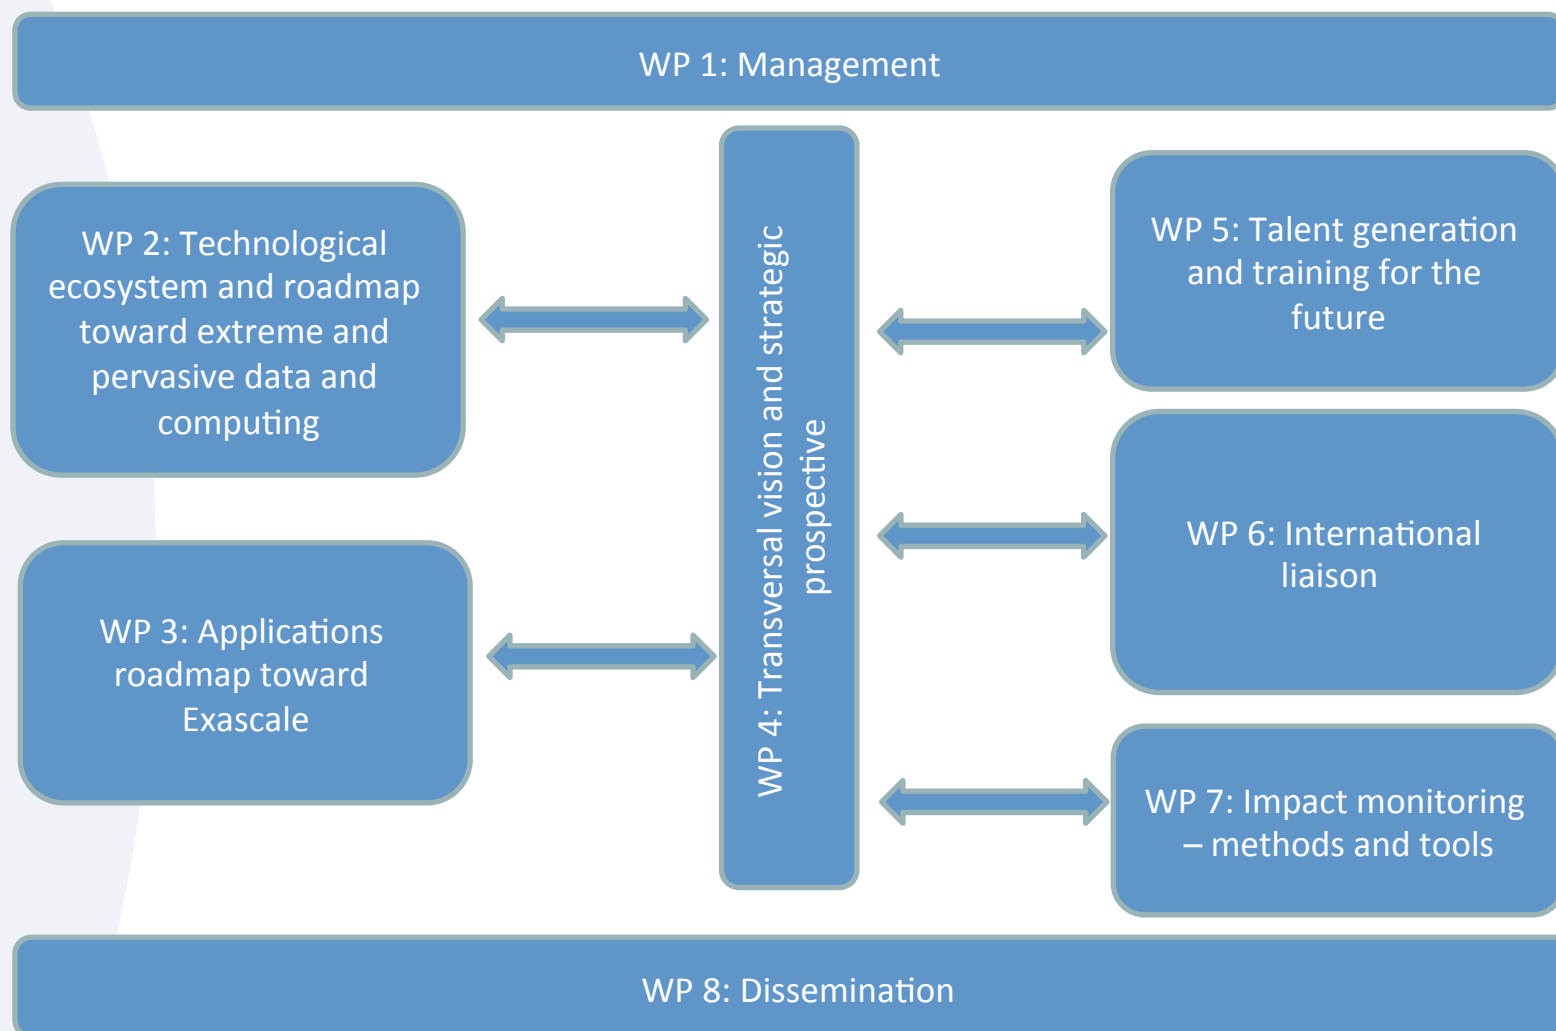 WP 1: Management
WP 2: Technological
ecosystem and roadmap
toward extreme and
pervasive data and
computing
WP 3: Applications
roadmap toward
Exascale
WP 4: Transversal vision and strategic
prospective
WP 5: Talent generation
and training for the
future
WP 6: International
liaison
WP 7: Impact monitoring
– methods and tools
WP 8: Dissemination